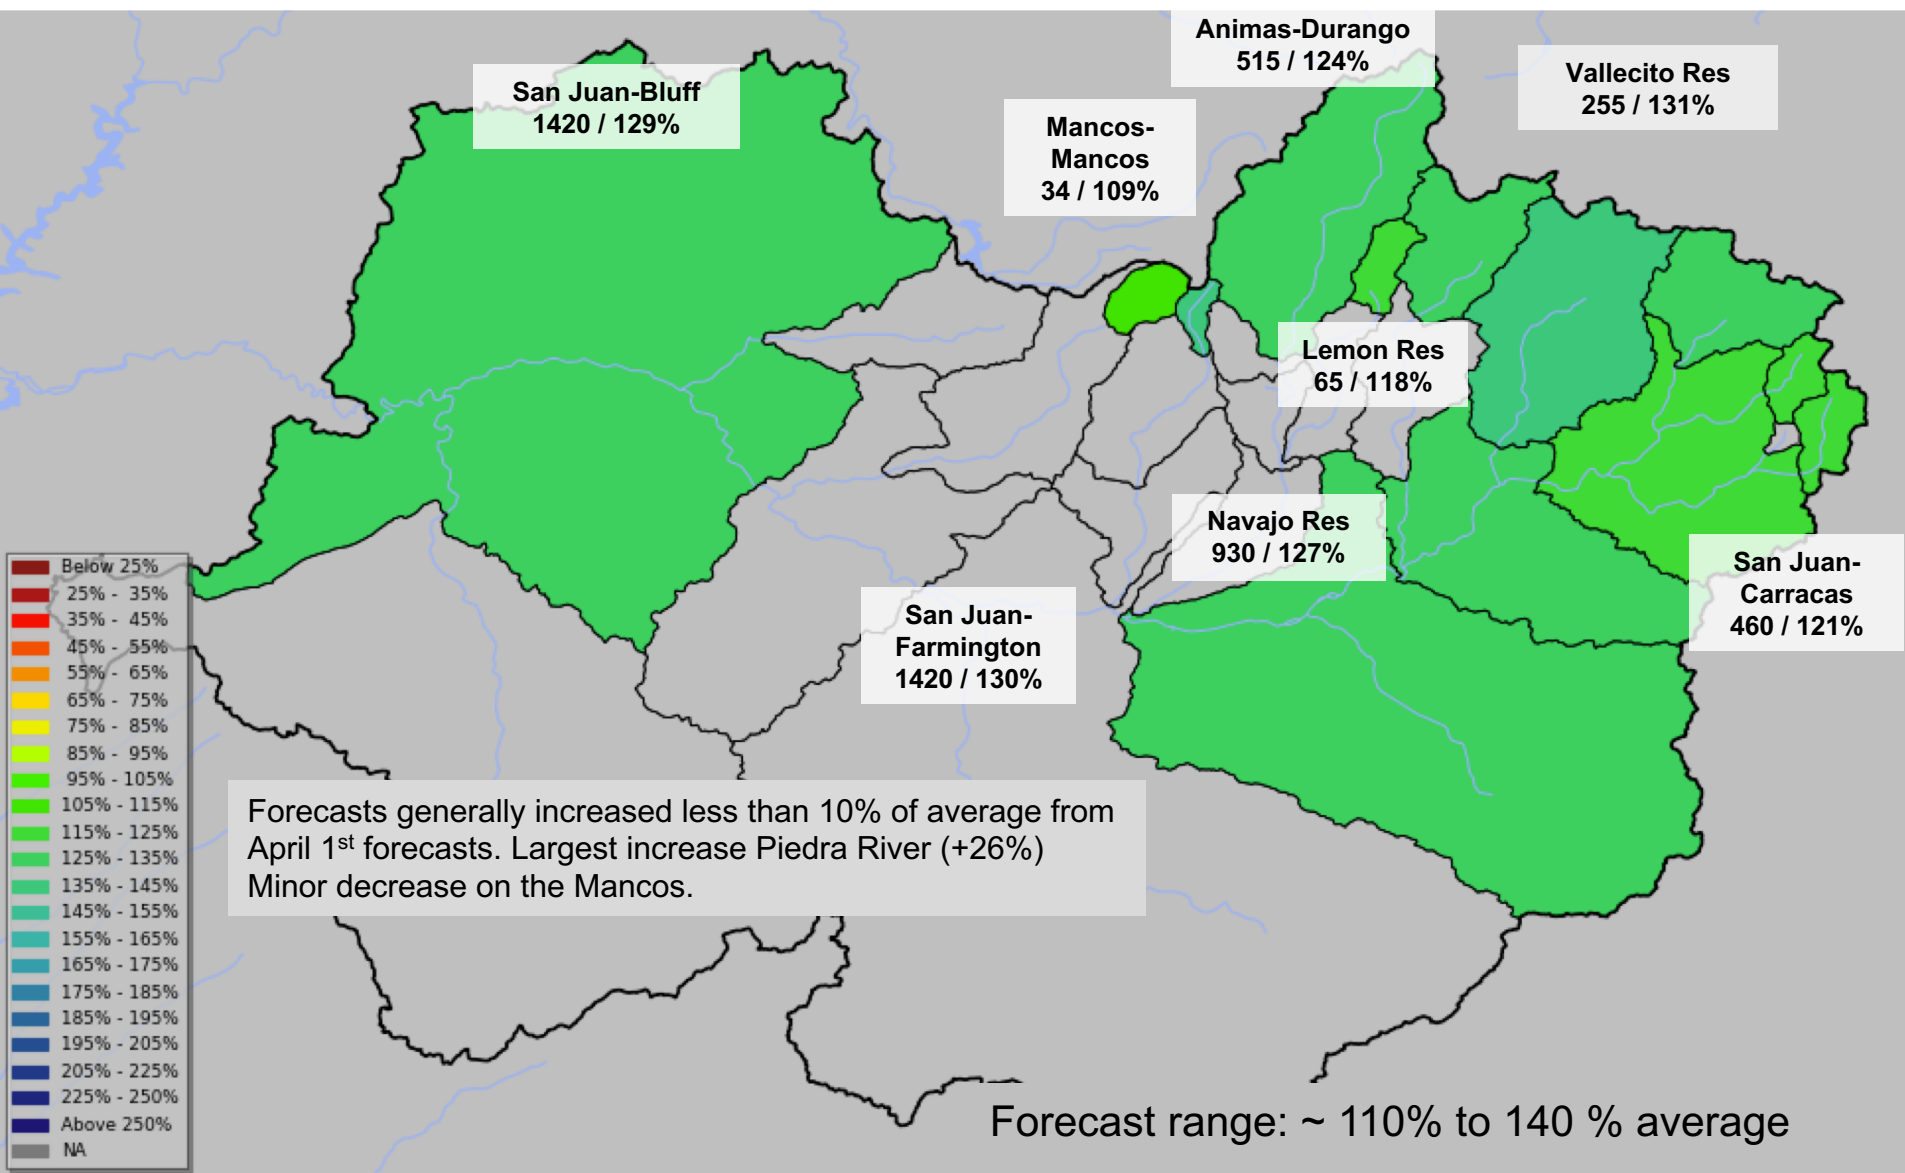 Animas-Durango
515 / 124%
San Juan-Bluff
1420 / 129%
Vallecito Res
255 / 131%
Mancos-
Mancos
34 / 109%
Lemon Res
65 / 118%
Navajo Res
930 / 127%
San Juan-
Carracas
460 / 121%
San Juan-
Farmington
1420 / 130%
Below 25%
25% - 35%
35% - 45%
45% - 55%
55% - 65%
65% - 75%
75% - 85%
85% - 95%
95% - 105%
105% - 115%
115% - 125%
125% - 135%
135% - 145%
145% - 155%
155% - 165%
165% - 175%
175% - 185%
185% - 195%
195% - 205%
205% - 225%
225% - 250%
Above 250%
NA
Forecasts generally increased less than 10% of average from
April 1st forecasts. Largest increase Piedra River (+26%)
Minor decrease on the Mancos.
Forecast range: ~ 110% to 140 % average